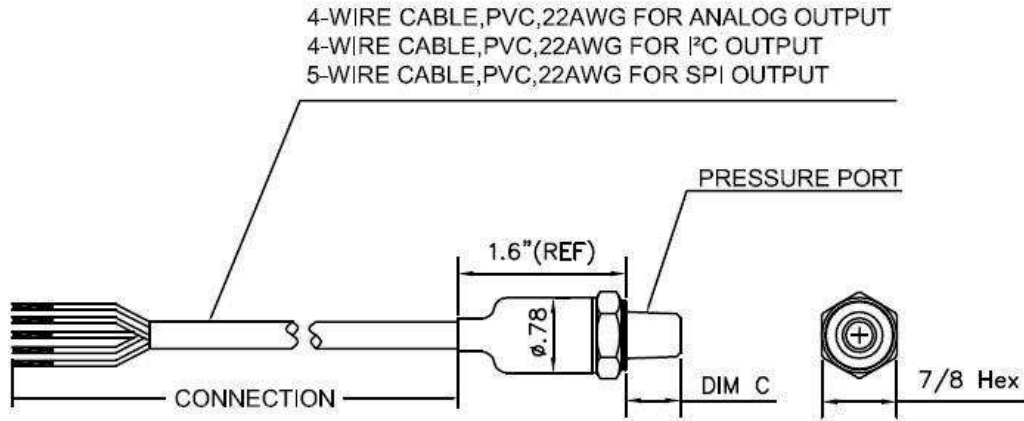 4-WIRE CABLE,PVC,22AWG FOR ANALOG OUTPUT
4-WIRE CABLE,PVC,22AWG FOR I²C OUTPUT
5-WIRE CABLE,PVC,22AWG FOR SPI OUTPUT
PRESSURE PORT
1.6"(REF)
Ø.78
DIM C
7/8 Hex
CONNECTION